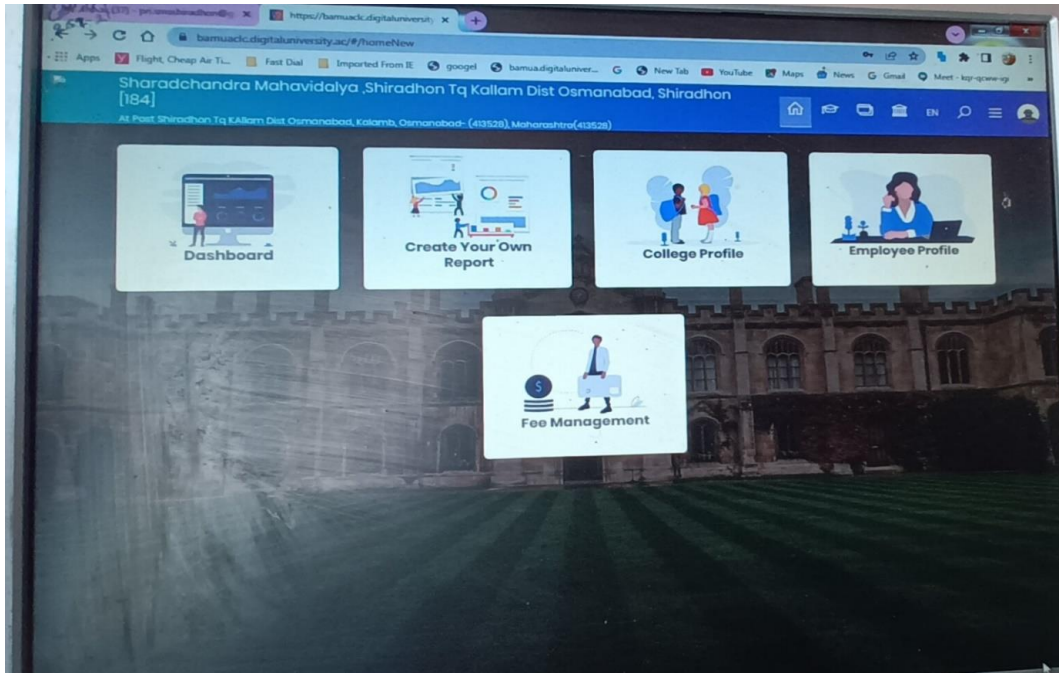 https://bamuaclc.digitaluniversity
bamuaclc.digitaluniversity.ac/#/homeNew
Apps Flight, Cheap Air Ti... Fast Dial Imported From IE googel bamua.digitaluniver... New Tab YouTube Maps News Gmail Meet -
Sharadchandra Mahavidalya ,Shiradhon Tq Kallam Dist Osmanabad, Shiradhon
[184]
EN
At Post Shiradhon Tq KAllam Dist Osmanabad, Kalamb, Osmanabad- (413528), Maharashtra(413528)
Dashboard
Create Your Own
Report
College Profile
Employee Profile
Fee Management